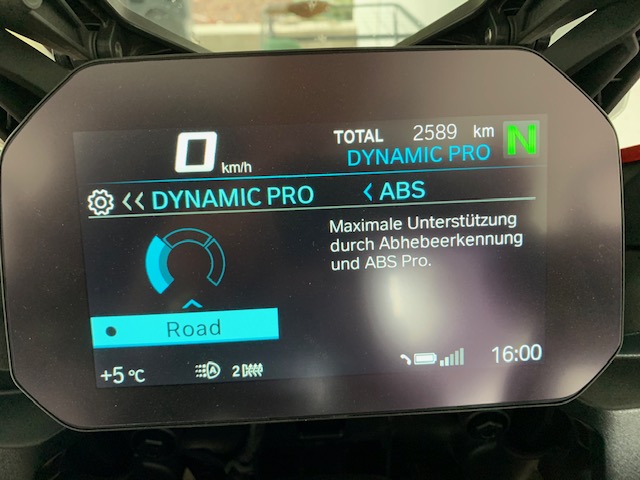 0 km/h
TOTAL 2589 km
DYNAMIC PRO
N
<< DYNAMIC PRO < ABS
Maximale Unterstützung
durch Abhebeerkennung
und ABS Pro.
Road
+5 °C
2
16:00